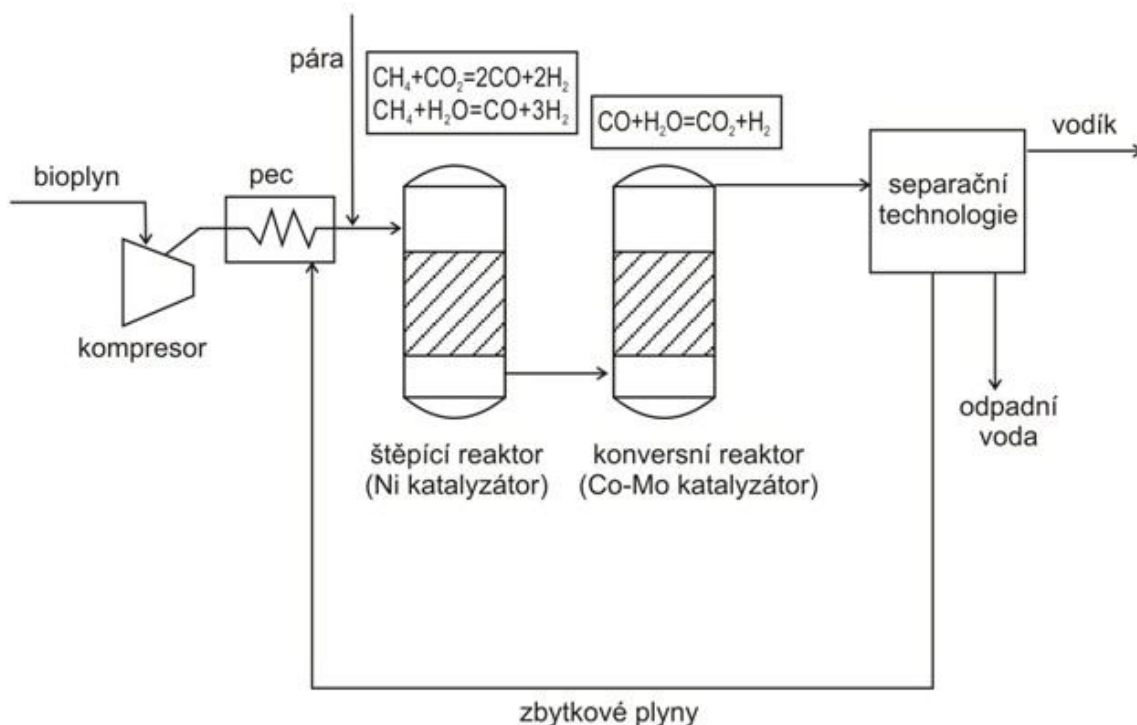 pára
CH₄+CO₂=2CO+2H₂
CH₄+H₂O=CO+3H₂
CO+H₂O=CO₂+H₂
vodík
bioplyn
pec
separační
technologie
kompresor
odpadní
voda
štěpící reaktor
(Ni katalyzátor)
konversní reaktor
(Co-Mo katalyzátor)
zbytkové plyny